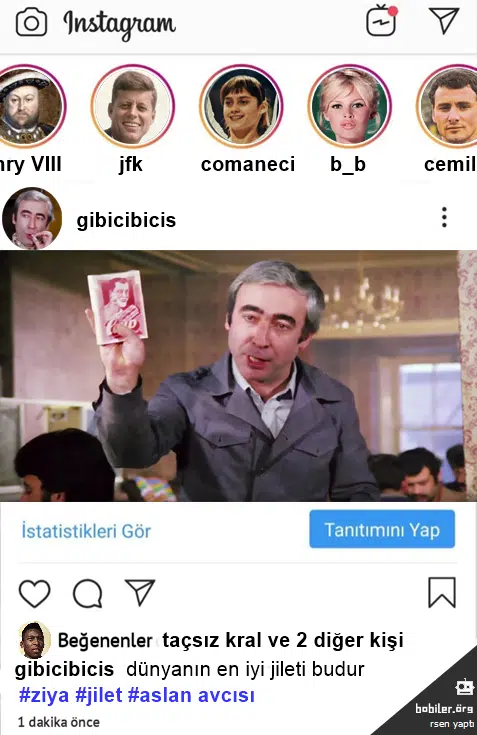 Instagram
nry VIII
jfk
comaneci
b_b
cemil
gibicibicis
İstatistikleri Gör
Tanıtımını Yap
Beğenenler taçsız kral ve 2 diğer kişi
gibicibicis dünyanın en iyi jileti budur
#ziya #jilet #aslan avcısı
1 dakika önce
bobiler.örg
rsen yaptı